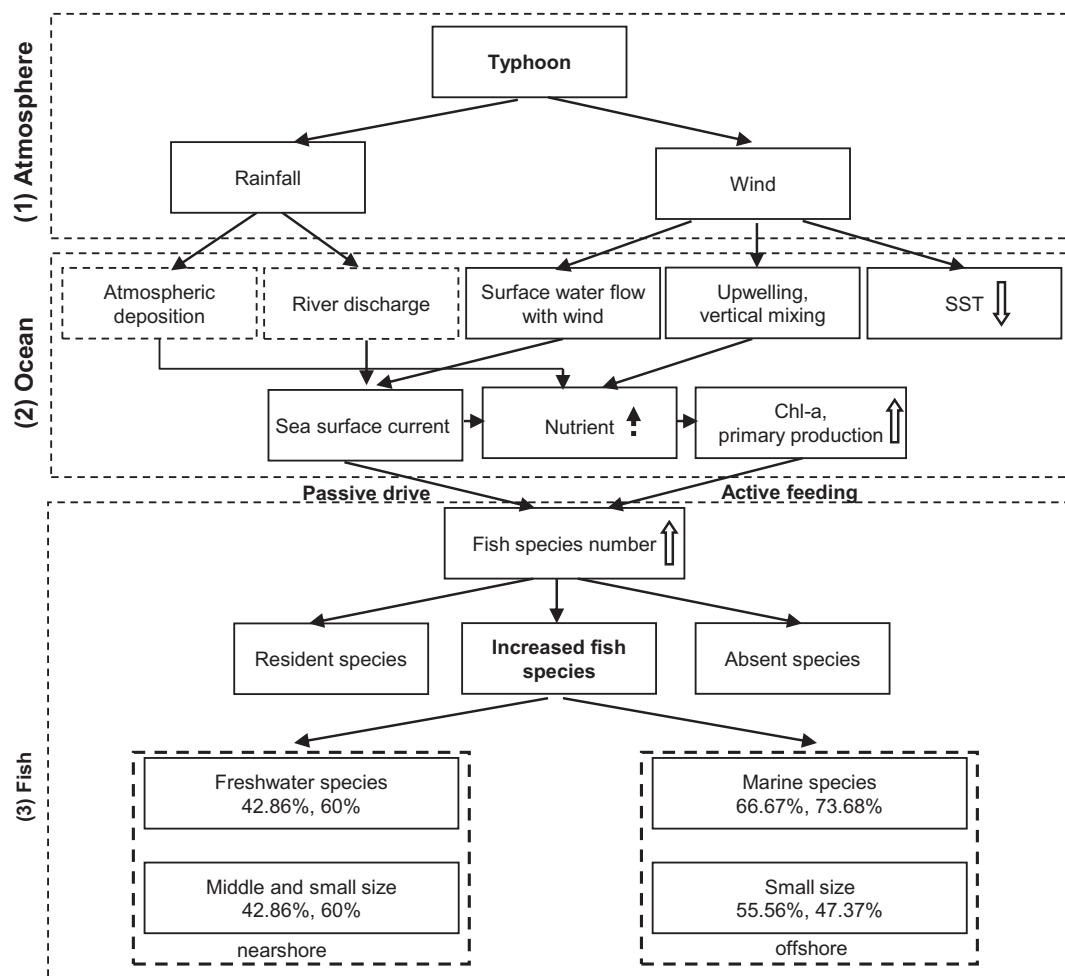 (1) Atmosphere
Typhoon
Rainfall
Wind
(2) Ocean
Atmospheric
deposition
River discharge
Surface water flow
with wind
Upwelling,
vertical mixing
SST
Sea surface current
Nutrient
Chl-a,
primary production
Passive drive
Active feeding
(3) Fish
Fish species number
Resident species
Increased fish
species
Absent species
Freshwater species
42.86%, 60%
Middle and small size
42.86%, 60%
nearshore
Marine species
66.67%, 73.68%
Small size
55.56%, 47.37%
offshore